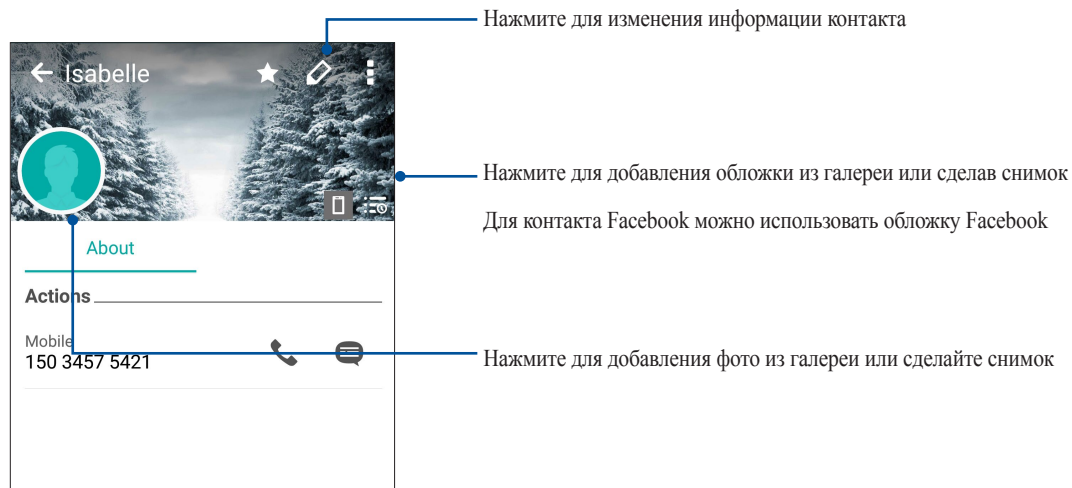 Нажмите для изменения информации контакта
Isabelle
Нажмите для добавления обложки из галереи или сделав снимок
Для контакта Facebook можно использовать обложку Facebook
About
Actions
Mobile
150 3457 5421
Нажмите для добавления фото из галереи или сделайте снимок